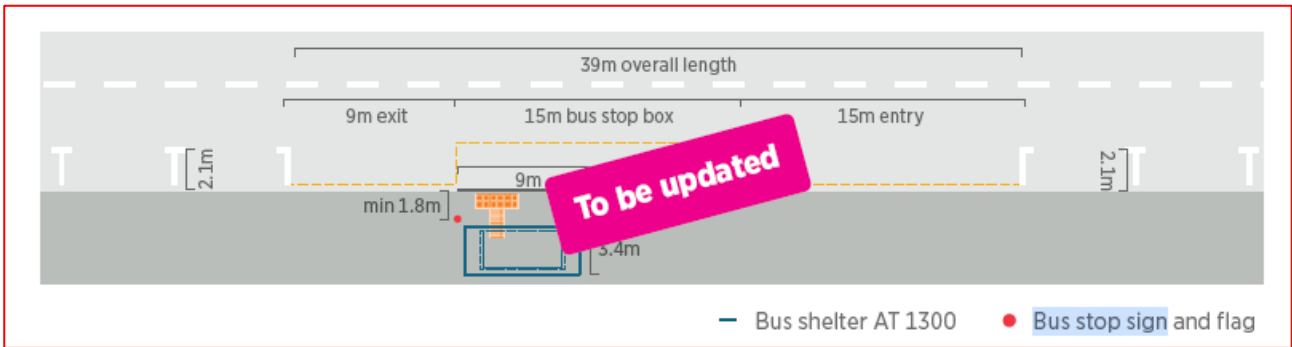 39m overall length
9m exit
15m bus stop box
15m entry
2.1m
2.1m
9m
To be updated
min 1.8m
3.4m
Bus shelter AT 1300
Bus stop sign and flag